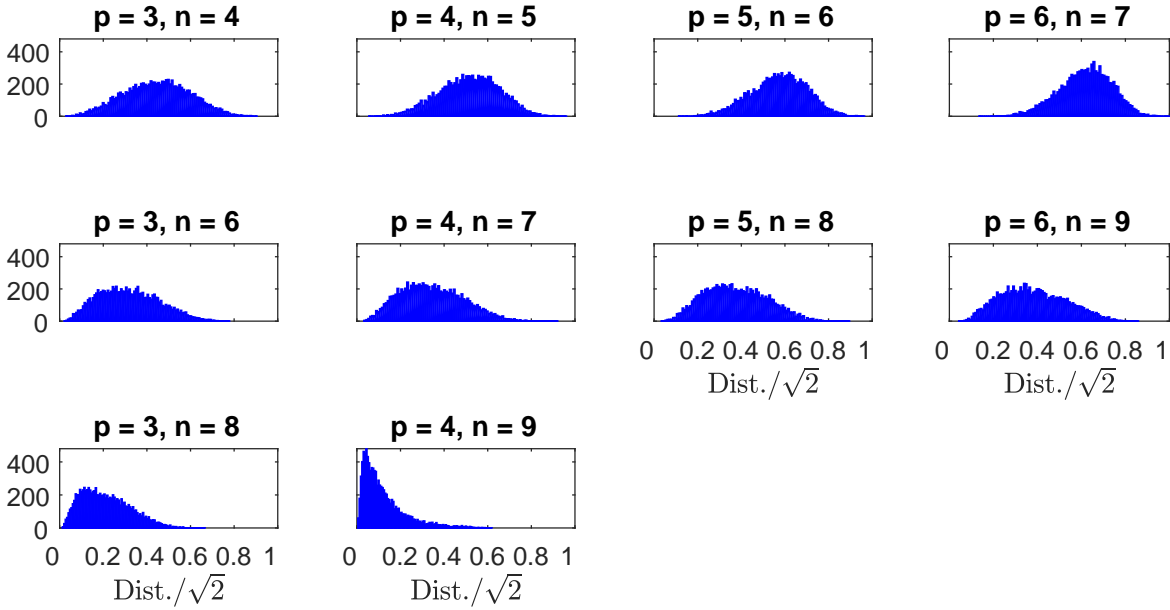 p = 3, n = 4
p = 4, n = 5
p = 5, n = 6
p = 6, n = 7
400
200
0
p = 3, n = 6
p = 4, n = 7
p = 5, n = 8
p = 6, n = 9
400
200
0
0 0.2 0.4 0.6 0.8 1
Dist./√2
0 0.2 0.4 0.6 0.8 1
Dist./√2
p = 3, n = 8
p = 4, n = 9
400
200
0
0 0.2 0.4 0.6 0.8 1
Dist./√2
0 0.2 0.4 0.6 0.8 1
Dist./√2